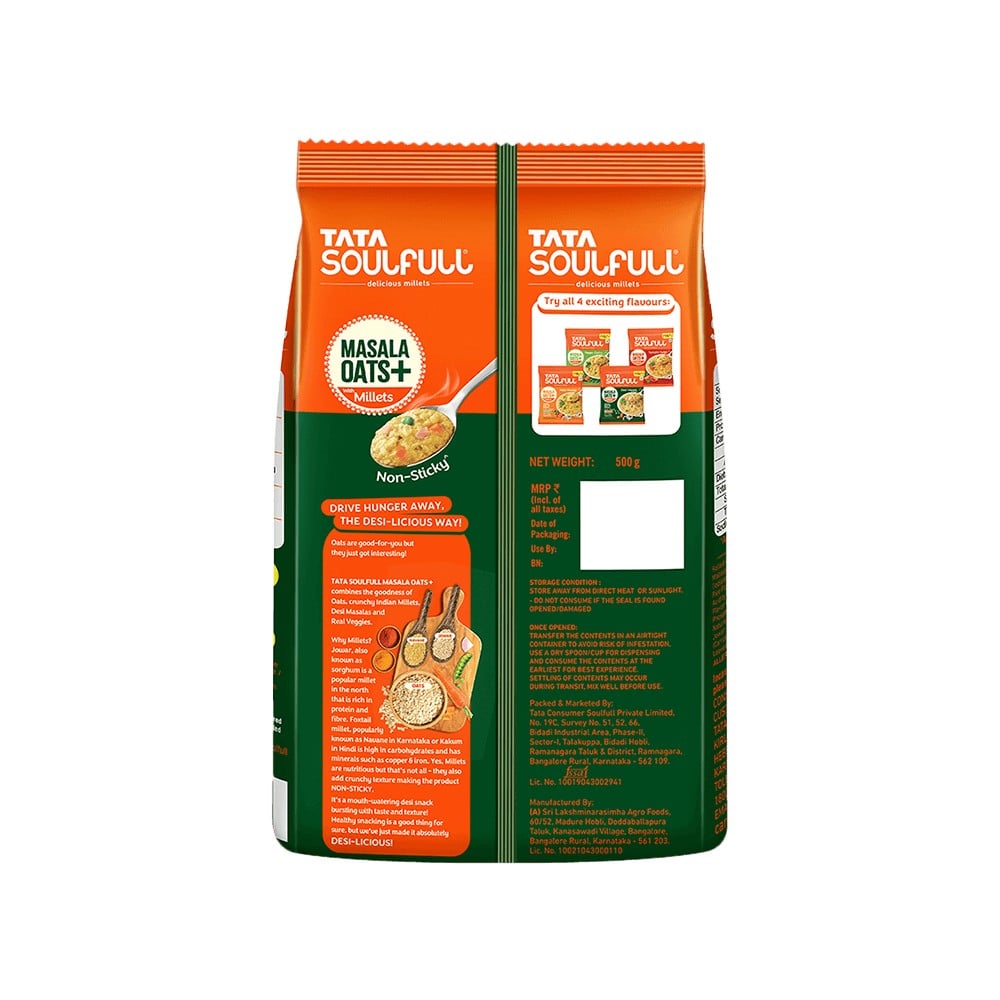 TATA
SOULFULL
delicious millets
MASALA
OATS+
With
Millets
Non-Sticky
DRIVE HUNGER AWAY,
THE DESI-LICIOUS WAY!
Oats are good-for-you but
they just got interesting!
TATA SOULFULL MASALA OATS+
combines the goodness of
Oats, crunchy Indian Millets,
Desi Masalas and
Real Veggies.
Why Millets?
Jowar, also
known as
sorghum is a
popular millet
in the north
that is rich in
protein and
fibre. Foxtail
millet, popularly
known as Navane in Karnataka or Kakum
in Hindi is high in carbohydrates and has
minerals such as copper & iron. Yes, Millets
are nutritious but that's not all - they also
add crunchy texture making the product
NON-STICKY.
It's a mouth-watering desi snack
bursting with taste and texture!
Healthy snacking is a good thing for
sure, but we've just made it absolutely
DESI-LICIOUS!
OATS
TATA
SOULFULL
delicious millets
Try all 4 exciting flavours:
TATA
SOULFULL
TATA
SOULFULL
TATA
SOULFULL
TATA
SOULFULL
NET WEIGHT: 500 g
MRP ₹
(Incl. of
all taxes)
Date of
Packaging:
Use By:
BN:
STORAGE CONDITION :
STORE AWAY FROM DIRECT HEAT OR SUNLIGHT.
- DO NOT CONSUME IF THE SEAL IS FOUND
OPENED/DAMAGED
ONCE OPENED:
TRANSFER THE CONTENTS IN AN AIRTIGHT
CONTAINER TO AVOID RISK OF INFESTATION.
USE A DRY SPOON/CUP FOR DISPENSING
AND CONSUME THE CONTENTS AT THE
EARLIEST FOR BEST EXPERIENCE.
SETTLING OF CONTENTS MAY OCCUR
DURING TRANSIT, MIX WELL BEFORE USE.
Packed & Marketed By:
Tata Consumer Soulfull Private Limited,
No. 19C, Survey No. 51, 52, 66,
Bidadi Industrial Area, Phase-II,
Sector-I, Talakuppa, Bidadi Hobli,
Ramanagara Taluk & District, Ramnagara,
Bangalore Rural, Karnataka - 562 109.
fssai
Lic. No. 10019043002941
Manufactured By:
(A) Sri Lakshminarasimha Agro Foods,
60/52, Madure Hobli, Doddaballapura
Taluk, Kanasawadi Village, Bangalore,
Bangalore Rural, Karnataka - 561 203.
Lic. No. 10021043000110